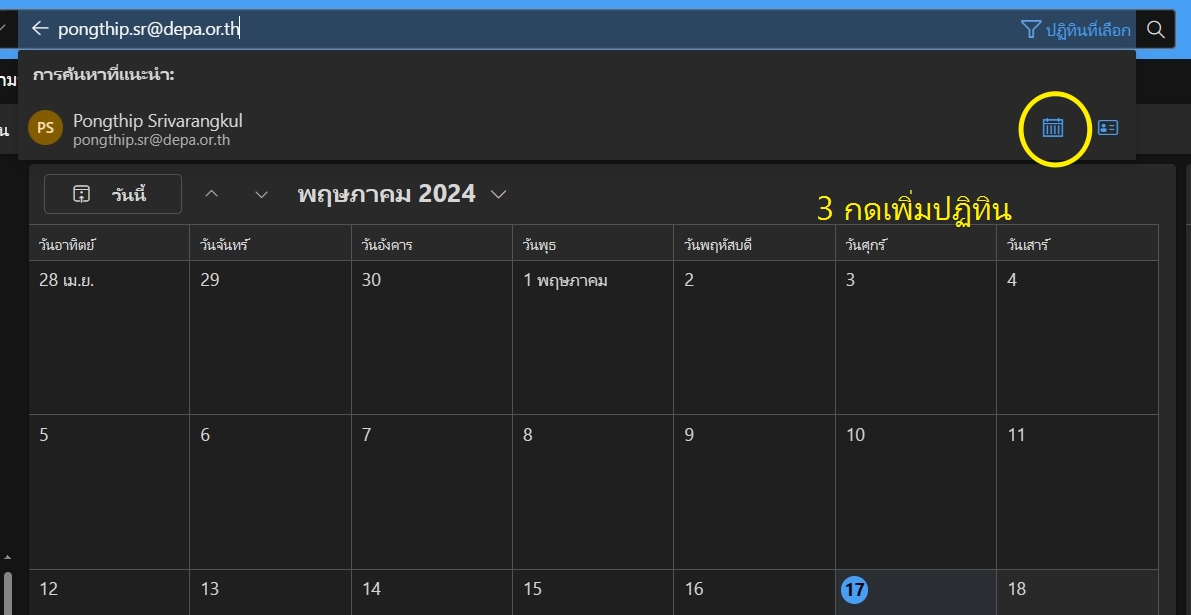 pongthip.sr@depa.or.th
ปฏิทินที่เลือก
การค้นหาที่แนะนำ:
PS
Pongthip Srivarangkul
pongthip.sr@depa.or.th
วันนี้
พฤษภาคม 2024
3 กดเพิ่มปฏิทิน
วันอาทิตย์ วันจันทร์ วันอังคาร วันพุธ วันพฤหัสบดี วันศุกร์ วันเสาร์
28 เม.ย. 29 30 1 พฤษภาคม 2 3 4
5 6 7 8 9 10 11
12 13 14 15 16 17 18